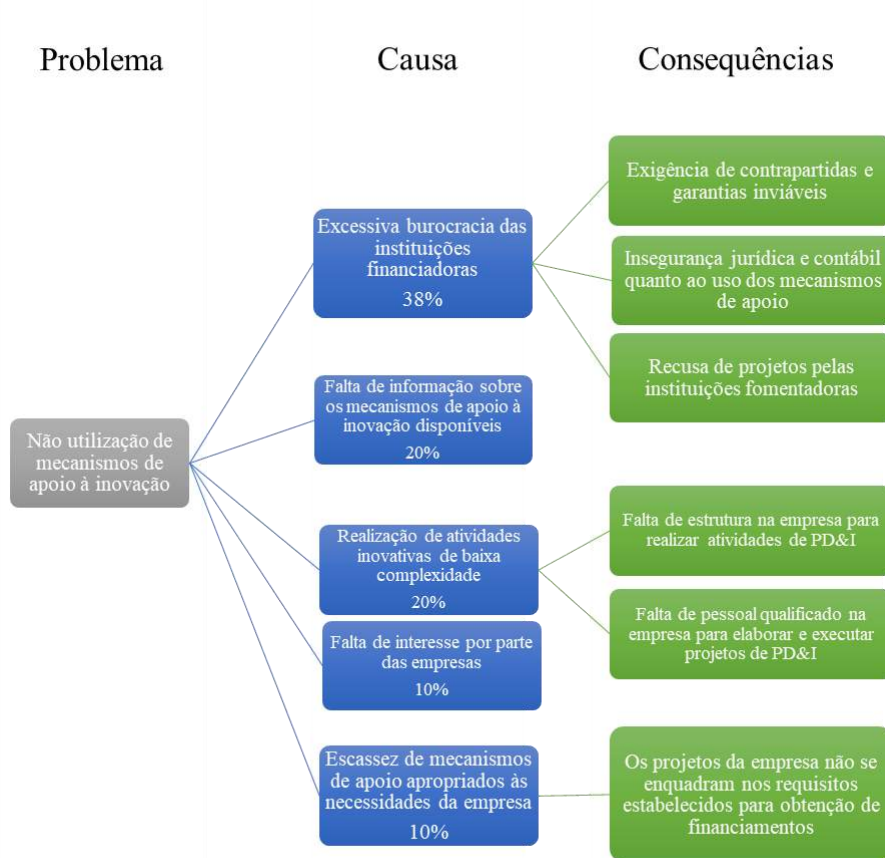 Problema
Causa
Consequências
Não utilização de
mecanismos de
apoio à inovação
Excessiva burocracia das
instituições
financiadoras
38%
Exigência de contrapartidas e
garantias inviáveis
Insegurança jurídica e contábil
quanto ao uso dos mecanismos
de apoio
Recusa de projetos pelas
instituições fomentadoras
Falta de informação sobre
os mecanismos de apoio à
inovação disponíveis
20%
Realização de atividades
inovativas de baixa
complexidade
20%
Falta de estrutura na empresa para
realizar atividades de PD&I
Falta de pessoal qualificado na
empresa para elaborar e executar
projetos de PD&I
Falta de interesse por parte
das empresas
10%
Escassez de mecanismos
de apoio apropriados às
necessidades da empresa
10%
Os projetos da empresa não se
enquadram nos requisitos
estabelecidos para obtenção de
financiamentos